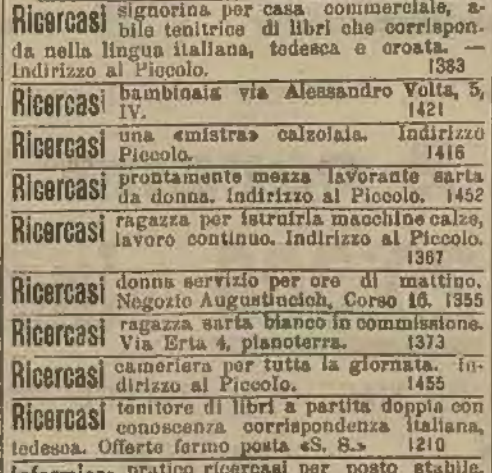 Ricercasi signorina per casa commerciale, a-
bile tenitrice di libri che corrispon-
da nella lingua italiana, tedesca e croata. —
Indirizzo al Piccolo. 1383
Ricercasi bambinaia via Alessandro Volta, 5,
IV. 1421
Ricercasi una «mistra» calzolaia. Indirizzo
Piccolo. 1416
Ricercasi prontamente mezza lavorante sarta
da donna. Indirizzo al Piccolo. 1452
Ricercasi ragazza per istruirla macchine calze,
lavoro continuo. Indirizzo al Piccolo.
1367
Ricercasi donna servizio per ore di mattino.
Negozio Augustincich, Corso 16. 1355
Ricercasi ragazza sarta bianco in commissione.
Via Erta 4, pianoterra. 1373
Ricercasi cameriera per tutta la giornata. In-
dirizzo al Piccolo. 1455
Ricercasi tenitore di libri a partita doppia con
conoscenza corrispondenza italiana,
tedesca. Offerte fermo posta «S. S.» 1210
pratico ricercasi per posto stabile.